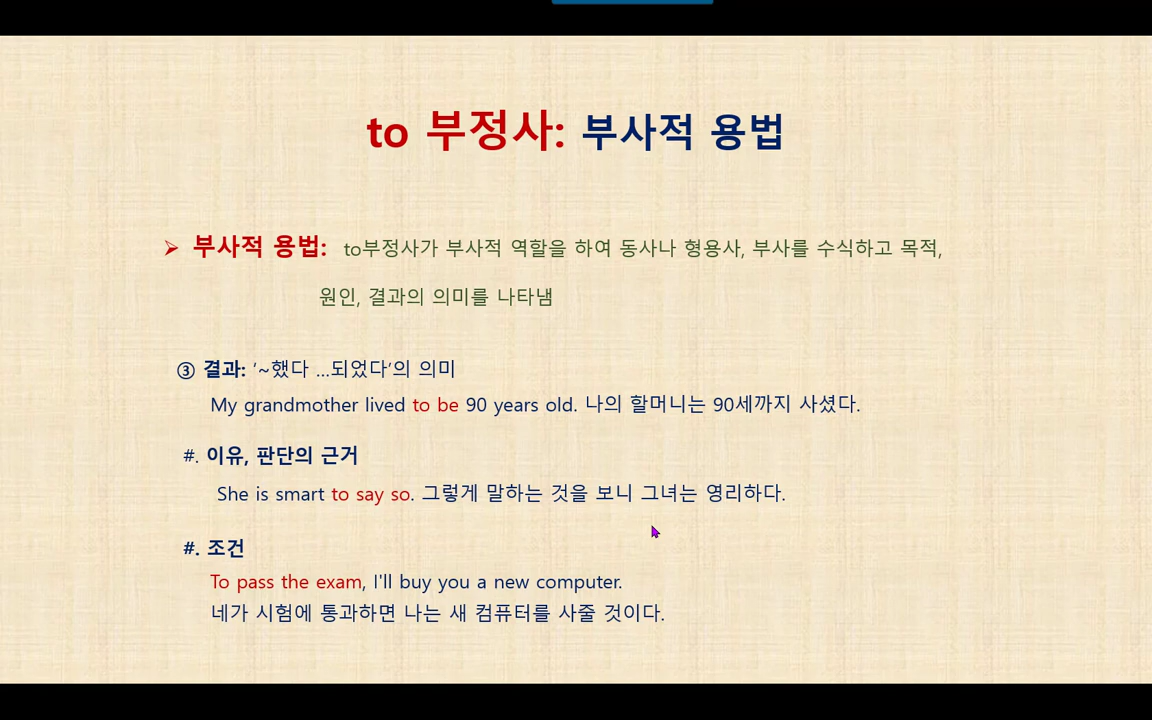 to 부정사: 부사적 용법
➢ 부사적 용법: to부정사가 부사적 역할을 하여 동사나 형용사, 부사를 수식하고 목적,
원인, 결과의 의미를 나타냄
③ 결과: ‘~했다 …되었다’의 의미
My grandmother lived to be 90 years old. 나의 할머니는 90세까지 사셨다.
#. 이유, 판단의 근거
She is smart to say so. 그렇게 말하는 것을 보니 그녀는 영리하다.
#. 조건
To pass the exam, I'll buy you a new computer.
네가 시험에 통과하면 나는 새 컴퓨터를 사줄 것이다.